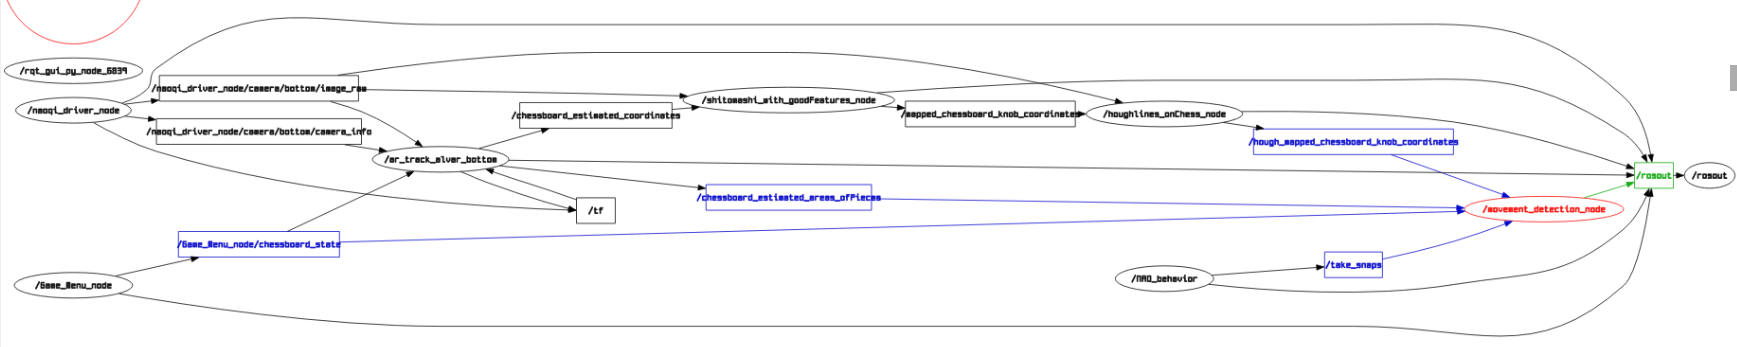 /rqt_gui_py_node_6839
/naoqi_driver_node/camera/bottom/image_raw
/naoqi_driver_node
/naoqi_driver_node/camera/bottom/camera_info
/shitomashi_with_goodFeatures_node
/chessboard_estimated_coordinates
/mapped_chessboard_knob_coordinates
/houghlines_onChess_node
/hough_mapped_chessboard_knob_coordinates
/ar_track_alvar_bottom
/rosout
/rosout
/chessboard_estimated_areas_ofPieces
/tf
/movement_detection_node
/Game_Menu_node/chessboard_state
/take_snaps
/NAO_behavior
/Game_Menu_node